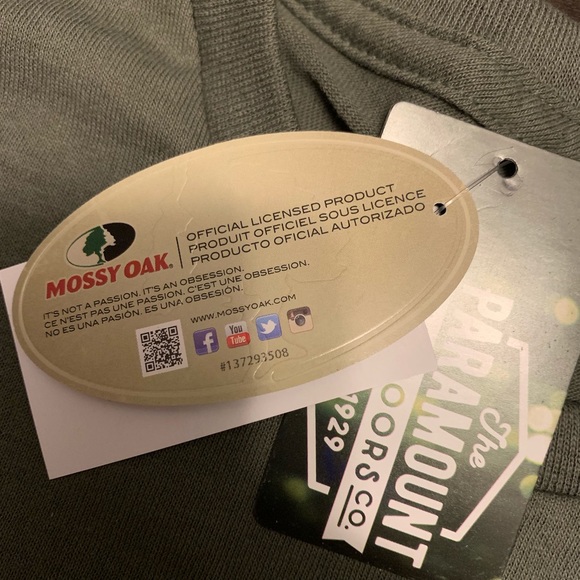 MOSSY OAK®
OFFICIAL LICENSED PRODUCT
PRODUIT OFFICIEL SOUS LICENCE
PRODUCTO OFICIAL AUTORIZADO
IT'S NOT A PASSION. IT'S AN OBSESSION.
CE N'EST PAS UNE PASSION. C'EST UNE OBSESSION.
NO ES UNA PASIÓN. ES UNA OBSESIÓN.
WWW.MOSSYOAK.COM
f
You
Tube
#137293508
The
PARAMOUNT
OORS CO.
1929